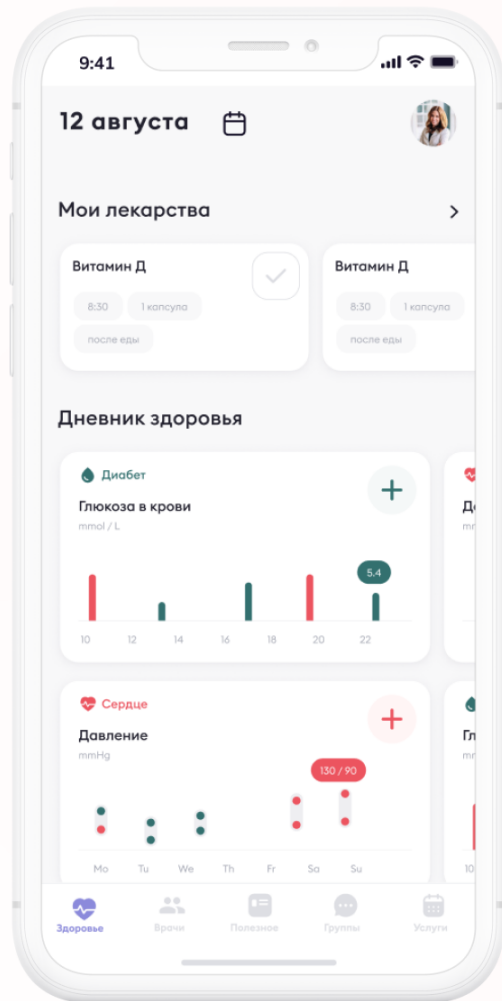 9:41
12 августа
Мои лекарства
Витамин Д
8:30 1 капсула
после еды
Витамин Д
8:30 1 капсула
после еды
Дневник здоровья
Диабет
Глюкоза в крови
mmol / L
5.4
10 12 14 16 18 20 22
Сердце
Давление
mmHg
130 / 90
Mo Tu We Th Fr Sa Su
10
Здоровье Врачи Полезное Группы Услуги